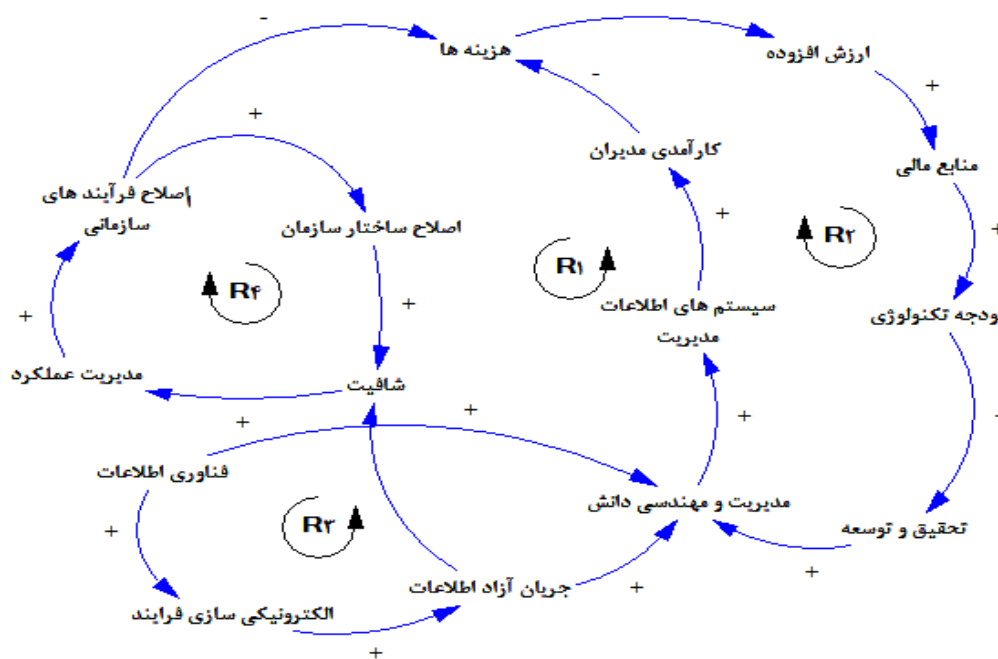 -
هزینه ها
ارزش افزوده
+
-
+
کارآمدی مدیران
منابع مالی
اصلاح فرآیند های
سازمانی
اصلاح ساختار سازمان
+
R۲
+
R۱
R۴
سیستم های اطلاعات
مدیریت
ودجه تکنولوژی
+
+
مدیریت عملکرد
شافیت
+
+
+
+
فناوری اطلاعات
مدیریت و مهندسی دانش
تحقیق و توسعه
+
R۳
+
جریان آزاد اطلاعات
+
الکترونیکی سازی فرایند
+